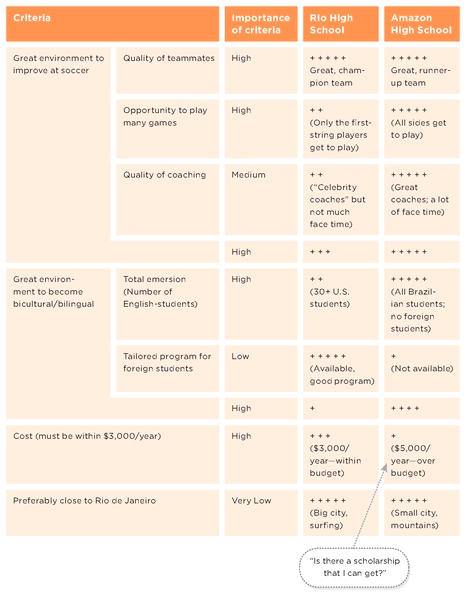 Criteria
Importance
of criteria
Rio High
School
Amazon
High School
Great environment to
improve at soccer
Quality of teammates
High
+ + + + +
Great, cham-
pion team
+ + + + +
Great, runner-
up team
Opportunity to play
many games
High
+ +
(Only the first-
string players
get to play)
+ + + + +
(All sides get
to play)
Quality of coaching
Medium
+ +
("Celebrity
coaches" but
not much
face time)
+ + + + +
(Great
coaches; a lot
of face time)
High
+ + +
+ + + + +
Great environ-
ment to become
bicultural/bilingual
Total emersion
(Number of
English-students)
High
+ +
(30+ U.S.
students)
+ + + + +
(All Brazil-
ian students;
no foreign
students)
Tailored program for
foreign students
Low
+ + + + +
(Available,
good program)
+
(Not available)
High
+
+ + + +
Cost (must be within $3,000/year)
High
+ + +
($3,000/
year—within
budget)
+
($5,000/
year—over
budget)
Preferably close to Rio de Janeiro
Very Low
+ + + + +
(Big city,
surfing)
+ + + + +
(Small city,
mountains)
"Is there a scholarship
that I can get?"